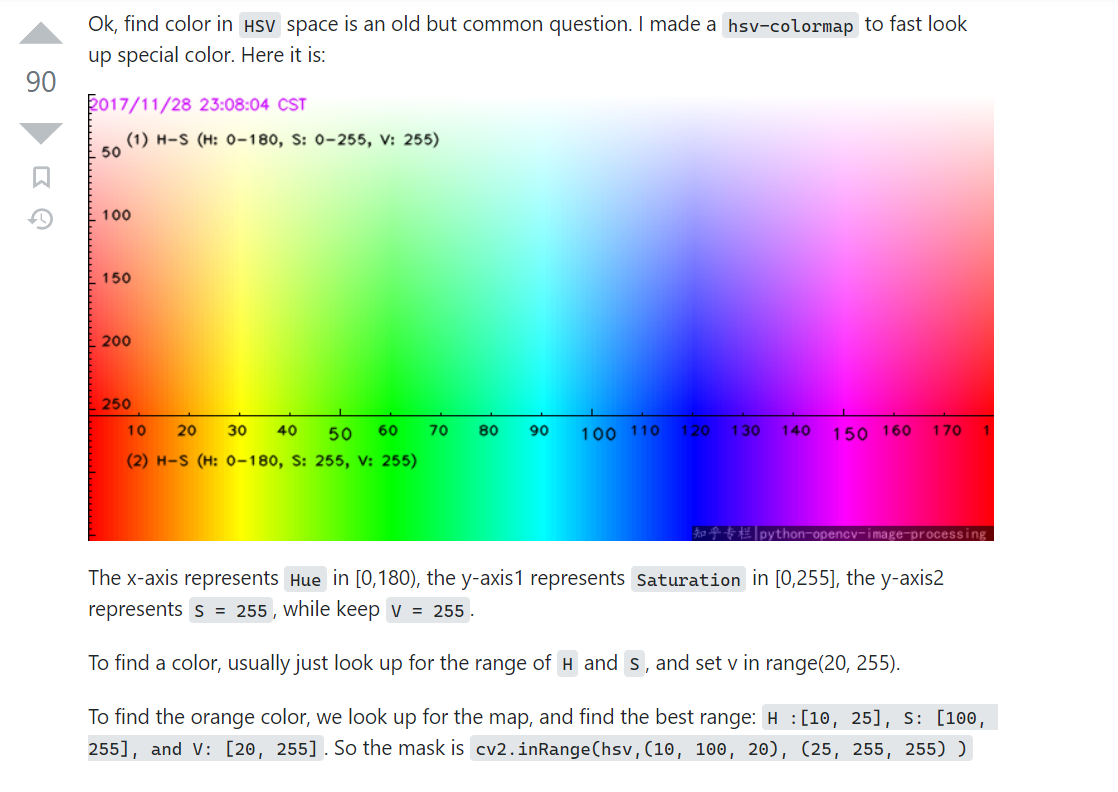 Ok, find color in HSV space is an old but common question. I made a hsv-colormap to fast look
up special color. Here it is:
90
2017/11/28 23:08:04 CST
(1) H-S (H: 0-180, S: 0-255, V: 255)
50
100
150
200
250
10 20 30 40 50 60 70 80 90 100 110 120 130 140 150 160 170 1
(2) H-S (H: 0-180, S: 255, V: 255)
知乎专栏|python-opencv-image-processing
The x-axis represents Hue in [0,180), the y-axis1 represents Saturation in [0,255], the y-axis2
represents S = 255, while keep V = 255.
To find a color, usually just look up for the range of H and S, and set v in range(20, 255).
To find the orange color, we look up for the map, and find the best range: H :[10, 25], S: [100,
255], and V: [20, 255]. So the mask is cv2.inRange(hsv,(10, 100, 20), (25, 255, 255) )